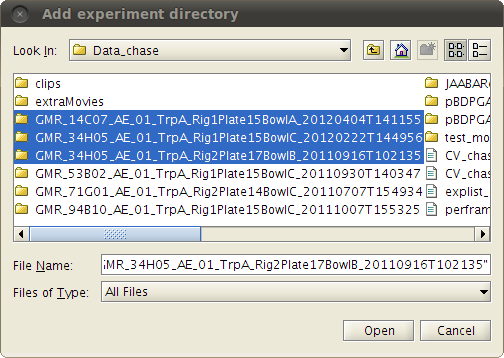 Add experiment directory
Look In: Data_chase
clips
extraMovies
GMR_14C07_AE_01_TrpA_Rig1Plate15BowlA_20120404T141155
GMR_34H05_AE_01_TrpA_Rig1Plate15BowlC_20120222T144956
GMR_34H05_AE_01_TrpA_Rig2Plate17BowlB_20110916T102135
GMR_53B02_AE_01_TrpA_Rig1Plate15BowlC_20110930T140347
GMR_71G01_AE_01_TrpA_Rig2Plate14BowlC_20110707T154934
GMR_94B10_AE_01_TrpA_Rig1Plate15BowlC_20111007T155325
JAABAR
pBDPGA
pBDPGA
test_mo
CV_chas
CV_chas
explist_
perfram
File Name: GMR_34H05_AE_01_TrpA_Rig2Plate17BowlB_20110916T102135"
Files of Type: All Files
Open Cancel